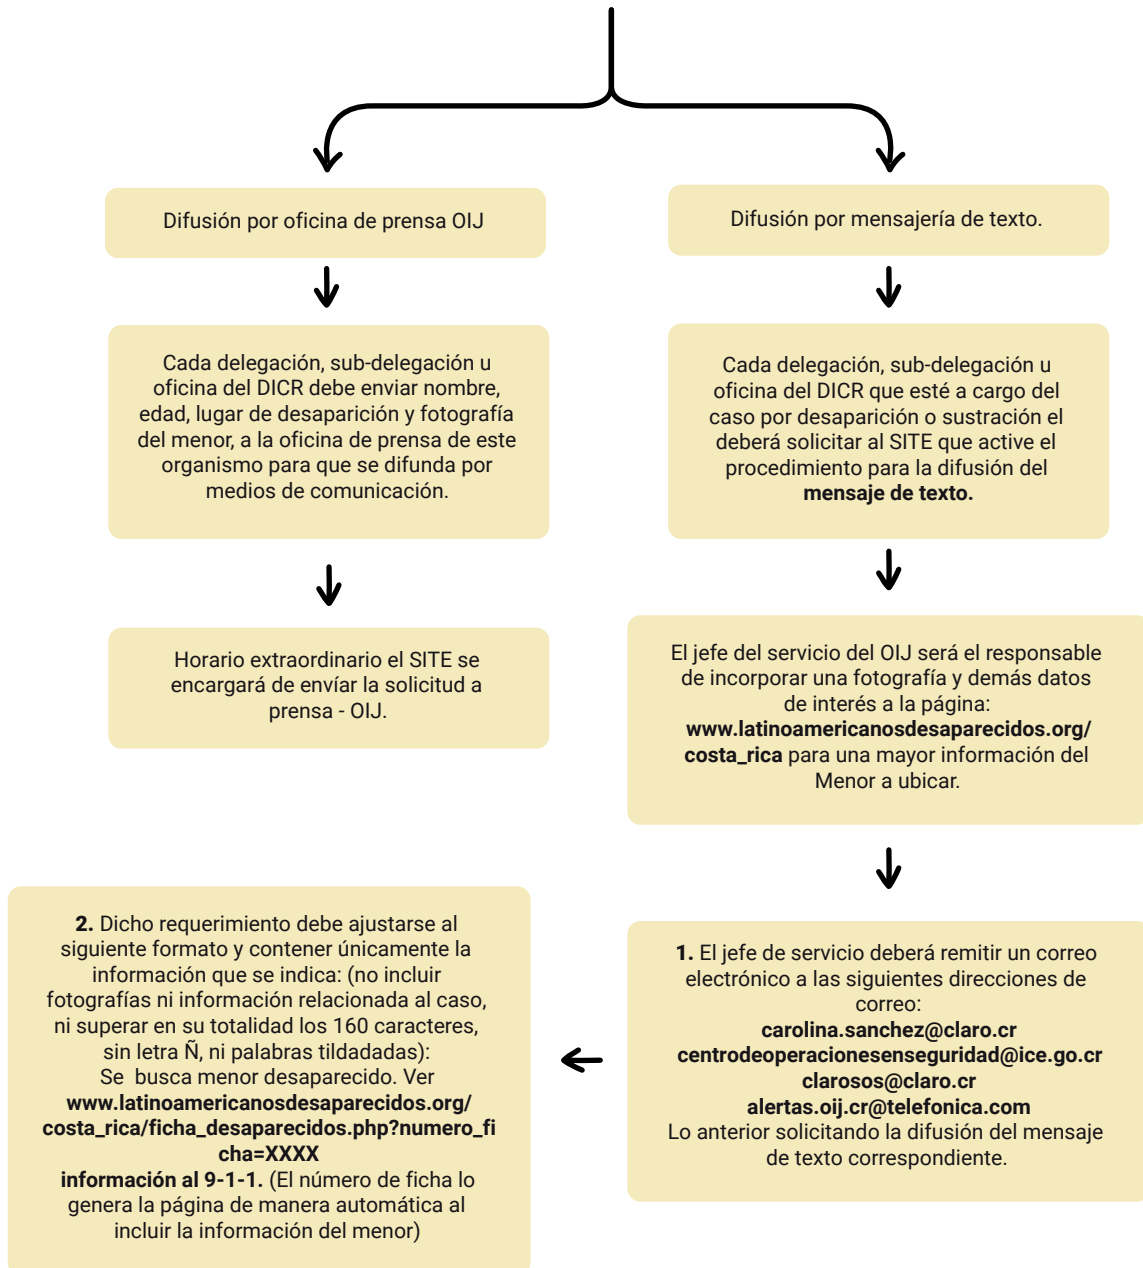 Difusión por oficina de prensa OIJ
Cada delegación, sub-delegación u
oficina del DICR debe enviar nombre,
edad, lugar de desaparición y fotografía
del menor, a la oficina de prensa de este
organismo para que se difunda por
medios de comunicación.
Horario extraordinario el SITE se
encargará de envíar la solicitud a
prensa - OIJ.
Difusión por mensajería de texto.
Cada delegación, sub-delegación u
oficina del DICR que esté a cargo del
caso por desaparición o sustración el
deberá solicitar al SITE que active el
procedimiento para la difusión del
mensaje de texto.
El jefe del servicio del OIJ será el responsable
de incorporar una fotografía y demás datos
de interés a la página:
www.latinoamericanosdesaparecidos.org/
costa_rica para una mayor información del
Menor a ubicar.
1. El jefe de servicio deberá remitir un correo
electrónico a las siguientes direcciones de
correo:
carolina.sanchez@claro.cr
centrodeoperacionesenseguridad@ice.go.cr
clarosos@claro.cr
alertas.oij.cr@telefonica.com
Lo anterior solicitando la difusión del mensaje
de texto correspondiente.
2. Dicho requerimiento debe ajustarse al
siguiente formato y contener únicamente la
información que se indica: (no incluir
fotografías ni información relacionada al caso,
ni superar en su totalidad los 160 caracteres,
sin letra Ñ, ni palabras tildadadas):
Se busca menor desaparecido. Ver
www.latinoamericanosdesaparecidos.org/
costa_rica/ficha_desaparecidos.php?numero_fi
cha=XXXX
información al 9-1-1. (El número de ficha lo
genera la página de manera automática al
incluir la información del menor)